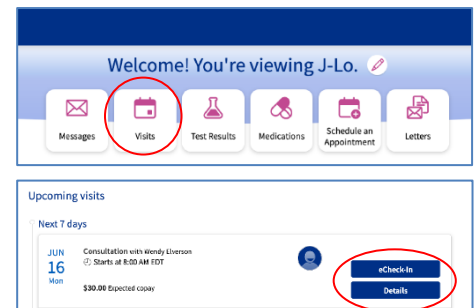 Welcome! You're viewing J-Lo.
Messages
Visits
Test Results
Medications
Schedule an
Appointment
Letters
Upcoming visits
Next 7 days
JUN
16
Mon
Consultation with Wendy Elverson
Starts at 8:00 AM EDT
$30.00 Expected copay
eCheck-In
Details